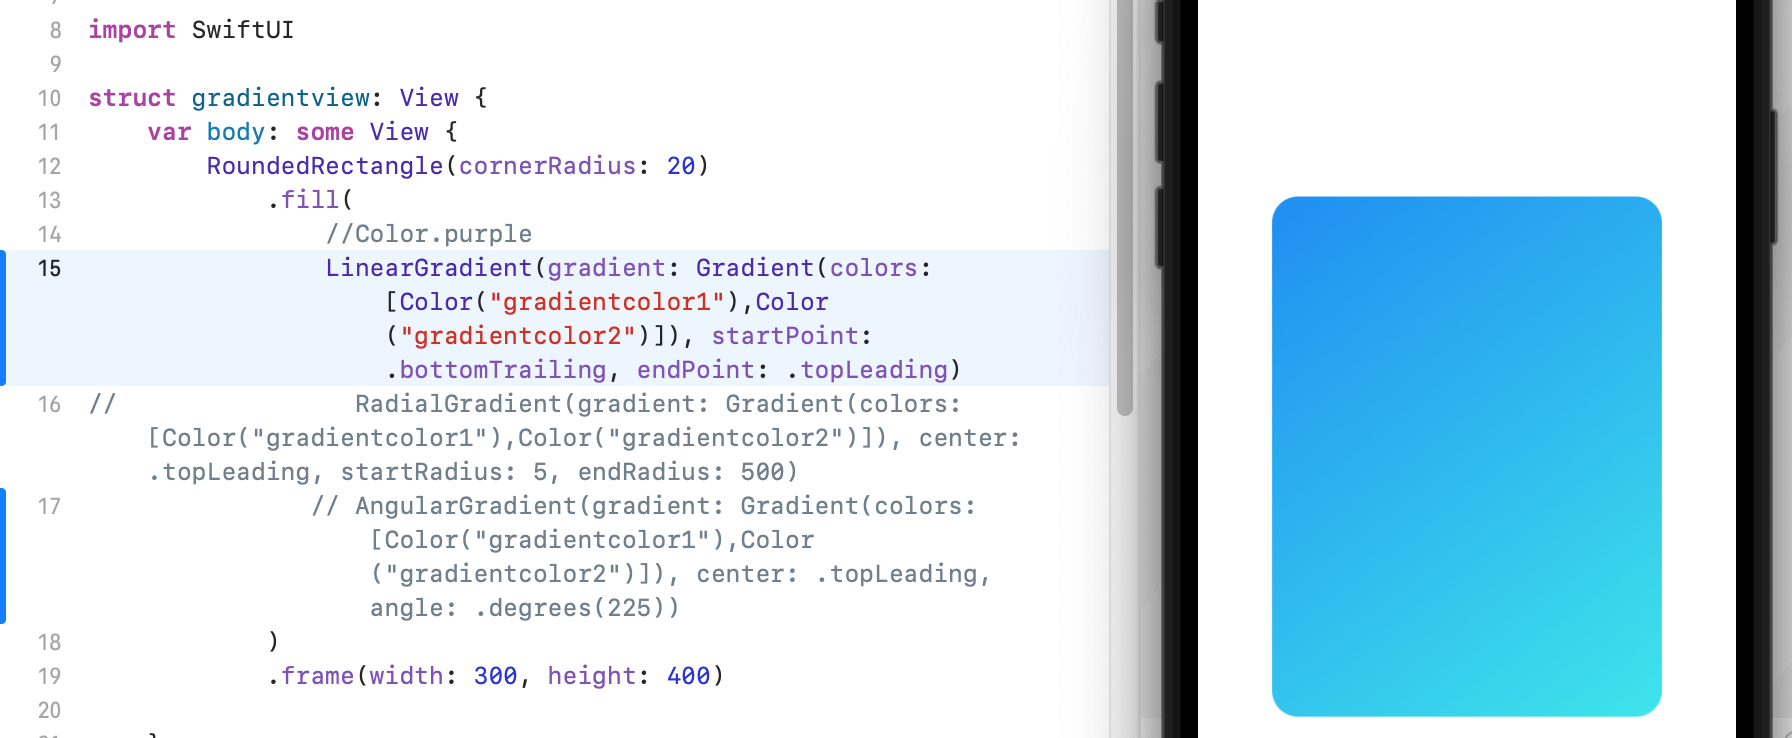 8 import SwiftUI
9
10 struct gradientview: View {
11 var body: some View {
12 RoundedRectangle(cornerRadius: 20)
13 .fill(
14 //Color.purple
15 LinearGradient(gradient: Gradient(colors:
[Color("gradientcolor1"),Color
("gradientcolor2")]), startPoint:
.bottomTrailing, endPoint: .topLeading)
16 // RadialGradient(gradient: Gradient(colors:
[Color("gradientcolor1"),Color("gradientcolor2")]), center:
.topLeading, startRadius: 5, endRadius: 500)
17 // AngularGradient(gradient: Gradient(colors:
[Color("gradientcolor1"),Color
("gradientcolor2")]), center: .topLeading,
angle: .degrees(225))
18 )
19 .frame(width: 300, height: 400)
20